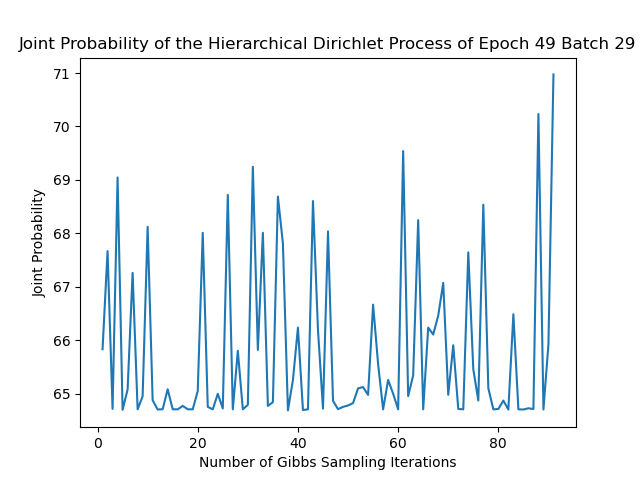 Joint Probability of the Hierarchical Dirichlet Process of Epoch 49 Batch 29
71
70
69
68
67
66
65
Joint Probability
0 20 40 60 80
Number of Gibbs Sampling Iterations